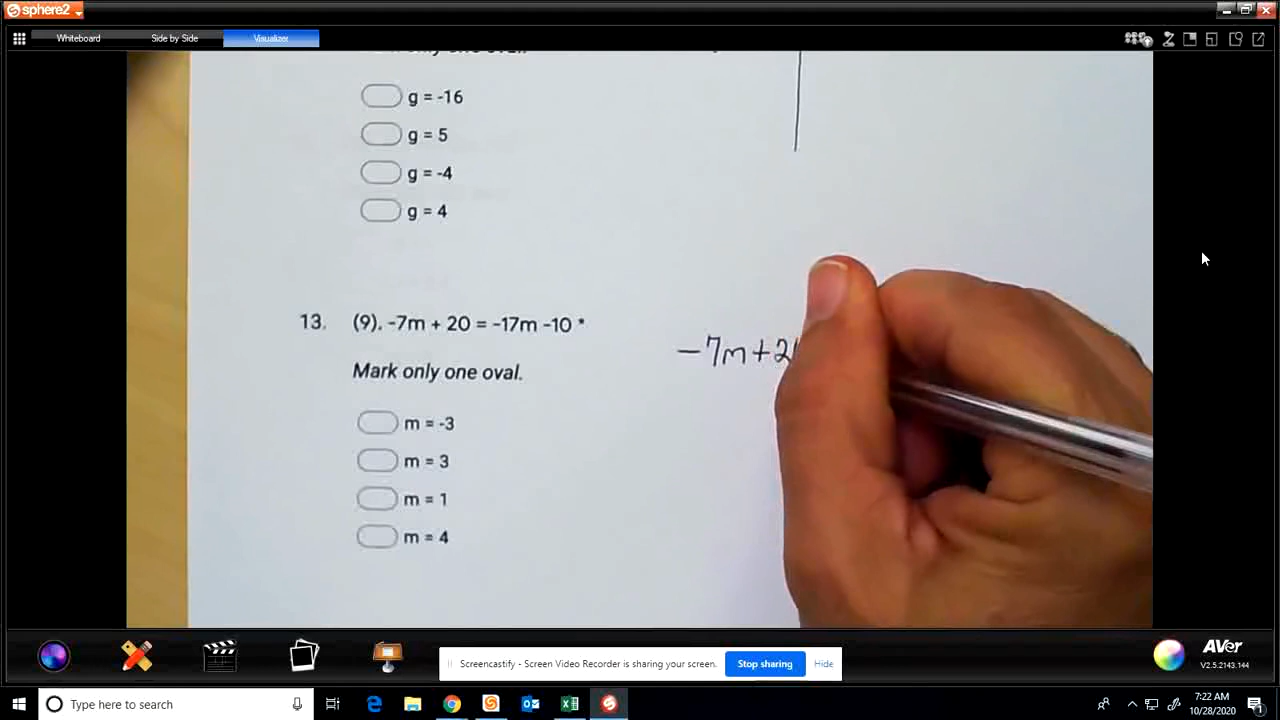 sphere2
Whiteboard
Side by Side
Visualizer
g = -16
g = 5
g = -4
g = 4
13. (9). -7m + 20 = -17m -10 *
-7m+2
Mark only one oval.
m = -3
m = 3
m = 1
m = 4
Screencastify - Screen Video Recorder is sharing your screen.
Stop sharing
Hide
AVer
V2.5.2143.144
Type here to search
7:22 AM
10/28/2020